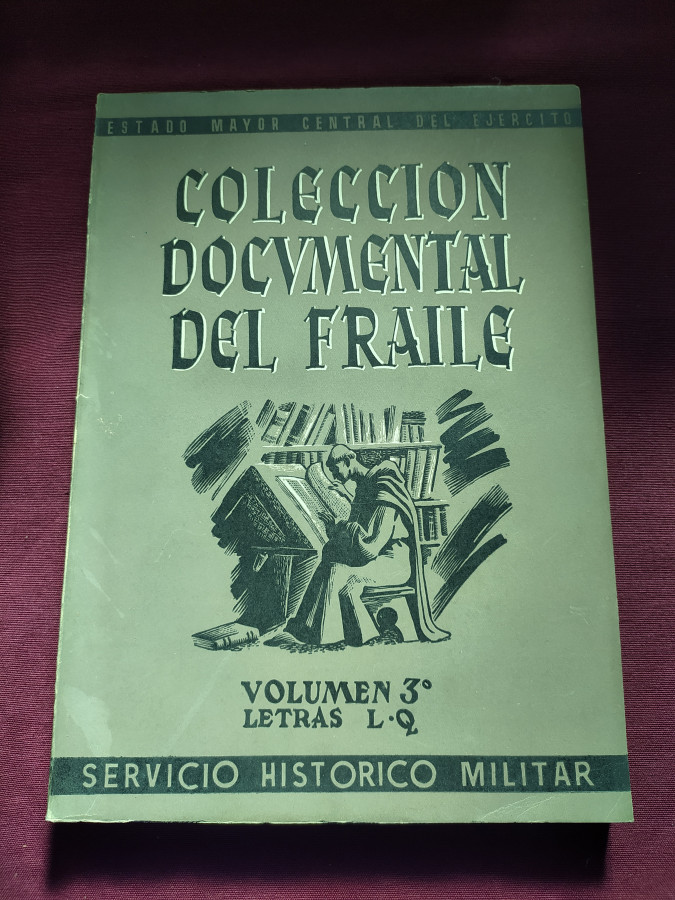 ESTADO MAYOR CENTRAL DEL EJERCITO
COLECCION
DOCVMENTAL
DEL FRAILE
VOLUMEN 3º
LETRAS L-Q
SERVICIO HISTORICO MILITAR